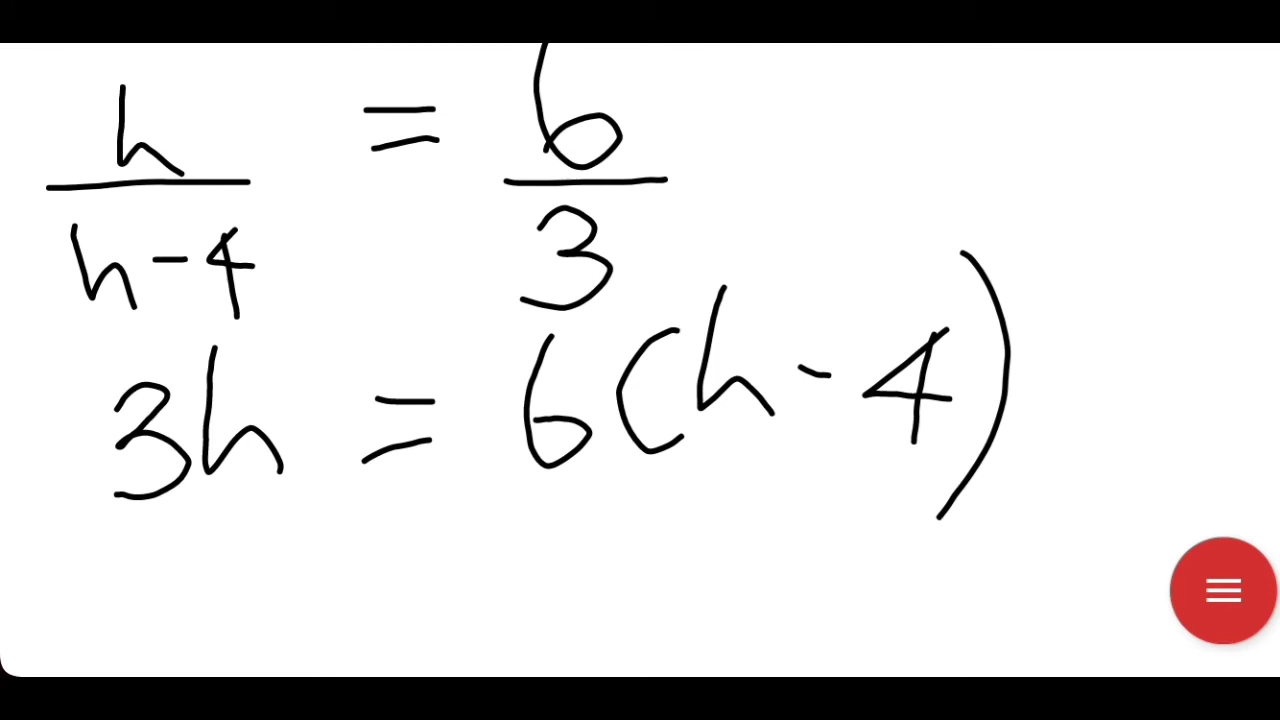 h/(h-4) = 6/3
3h = 6(h-4)